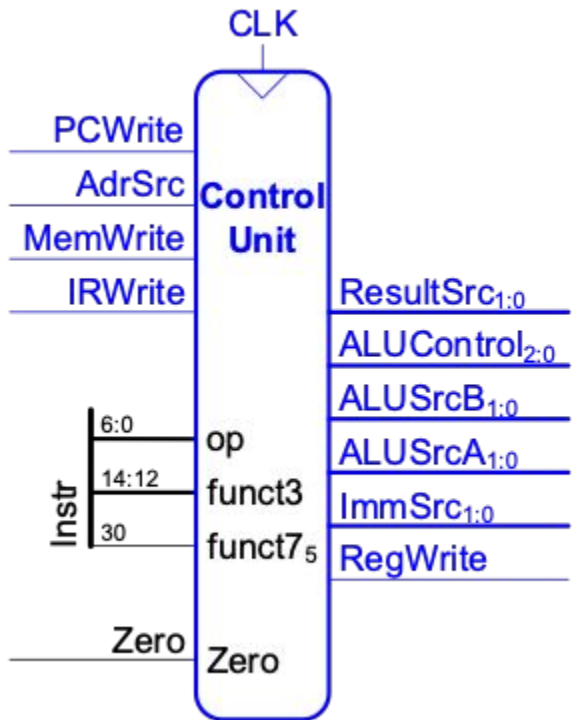 CLK
PCWrite
AdrSrc
MemWrite
IRWrite
Control
Unit
ResultSrc1:0
ALUControl2:0
ALUSrcB1:0
ALUSrcA1:0
ImmSrc1:0
RegWrite
Instr
6:0
op
14:12
funct3
30
funct75
Zero
Zero